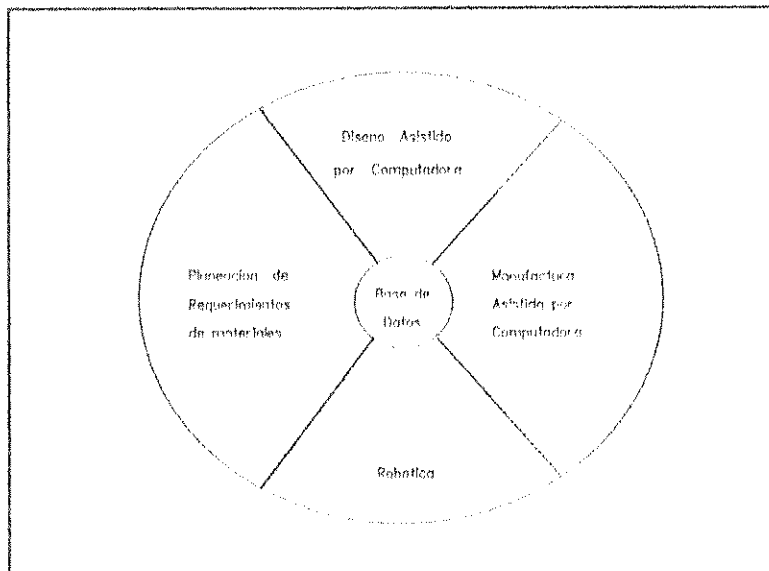 Diseno Asistido
por Computadora
Planeacion de
Requerimientos
de materiales
Base de
Datos
Manufactura
Asistida por
Computadora
Robotica